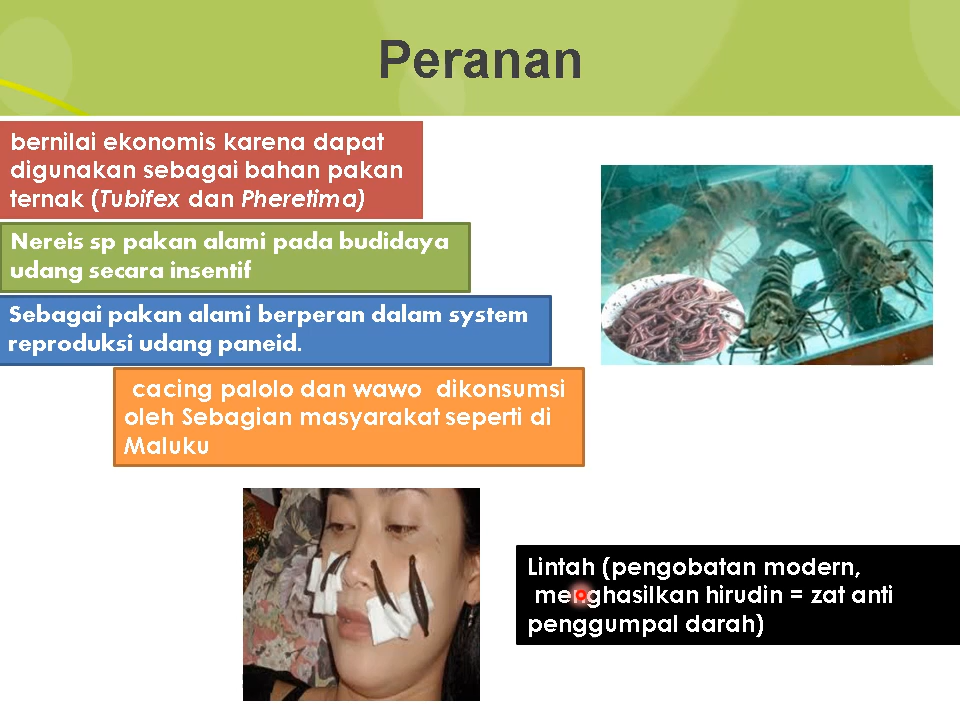 Peranan
bernilai ekonomis karena dapat
digunakan sebagai bahan pakan
ternak (Tubifex dan Pheretima)
Nereis sp pakan alami pada budidaya
udang secara insentif
Sebagai pakan alami berperan dalam system
reproduksi udang paneid.
cacing palolo dan wawo dikonsumsi
oleh Sebagian masyarakat seperti di
Maluku
Lintah (pengobatan modern,
menghasilkan hirudin = zat anti
penggumpal darah)